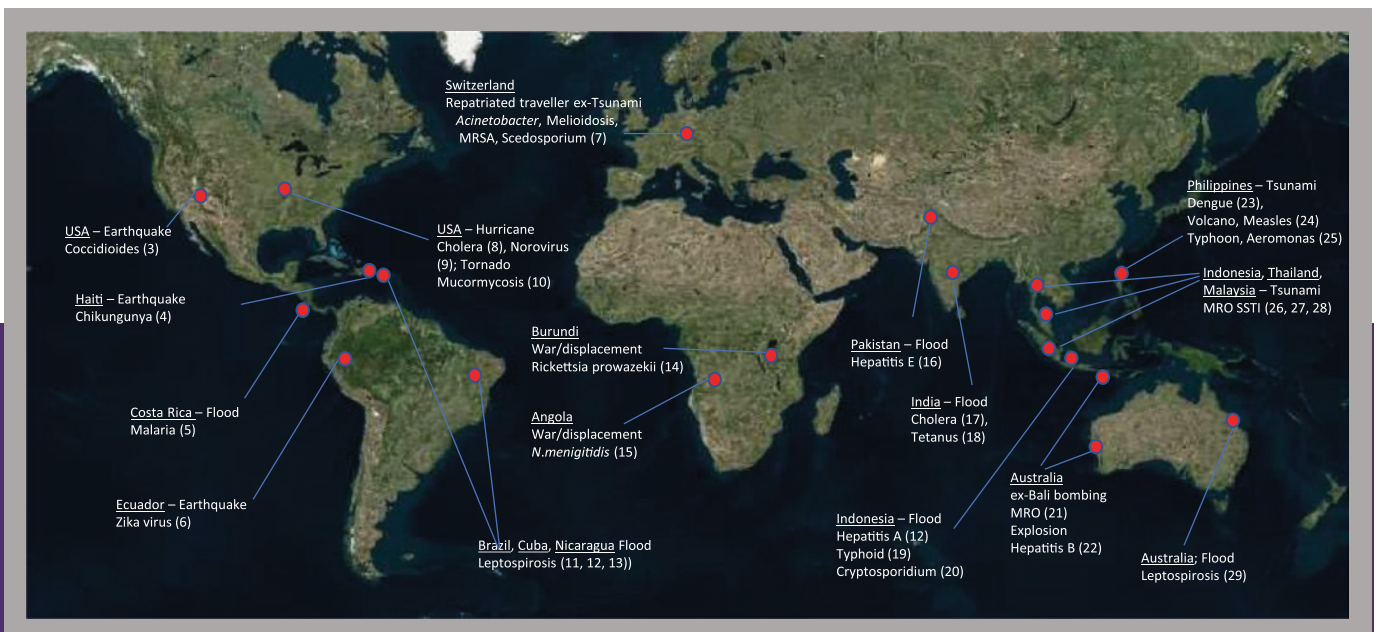 Switzerland
Repatriated traveller ex-Tsunami
Acinetobacter, Melioidosis,
MRSA, Scedosporium (7)
USA – Earthquake
Coccidioides (3)
USA – Hurricane
Cholera (8), Norovirus
(9); Tornado
Mucormycosis (10)
Haiti – Earthquake
Chikungunya (4)
Costa Rica – Flood
Malaria (5)
Ecuador – Earthquake
Zika virus (6)
Brazil, Cuba, Nicaragua Flood
Leptospirosis (11, 12, 13))
Burundi
War/displacement
Rickettsia prowazekii (14)
Angola
War/displacement
N.menigitidis (15)
Pakistan – Flood
Hepatitis E (16)
India – Flood
Cholera (17),
Tetanus (18)
Philippines – Tsunami
Dengue (23),
Volcano, Measles (24)
Typhoon, Aeromonas (25)
Indonesia, Thailand,
Malaysia – Tsunami
MRO SSTI (26, 27, 28)
Indonesia – Flood
Hepatitis A (12)
Typhoid (19)
Cryptosporidium (20)
Australia
ex-Bali bombing
MRO (21)
Explosion
Hepatitis B (22)
Australia; Flood
Leptospirosis (29)